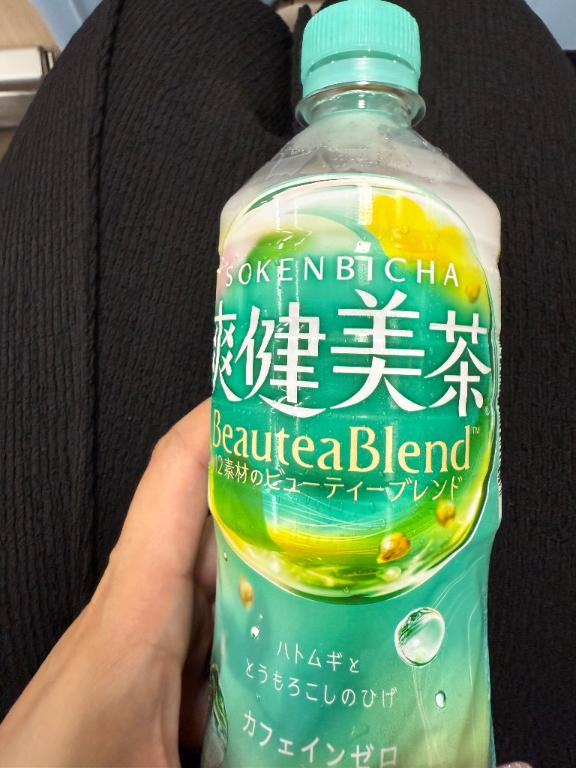 SOKENBiCHA
爽健美茶
BeauteaBlend™
12素材のビューティーブレンド
ハトムギと
とうもろこしのひげ
カフェインゼロ